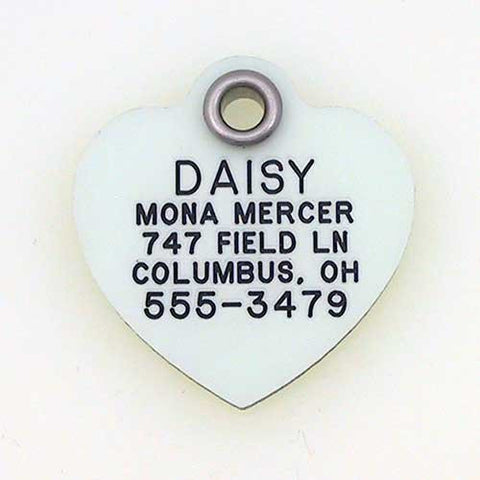 DAISY
MONA MERCER
747 FIELD LN
COLUMBUS, OH
555-3479